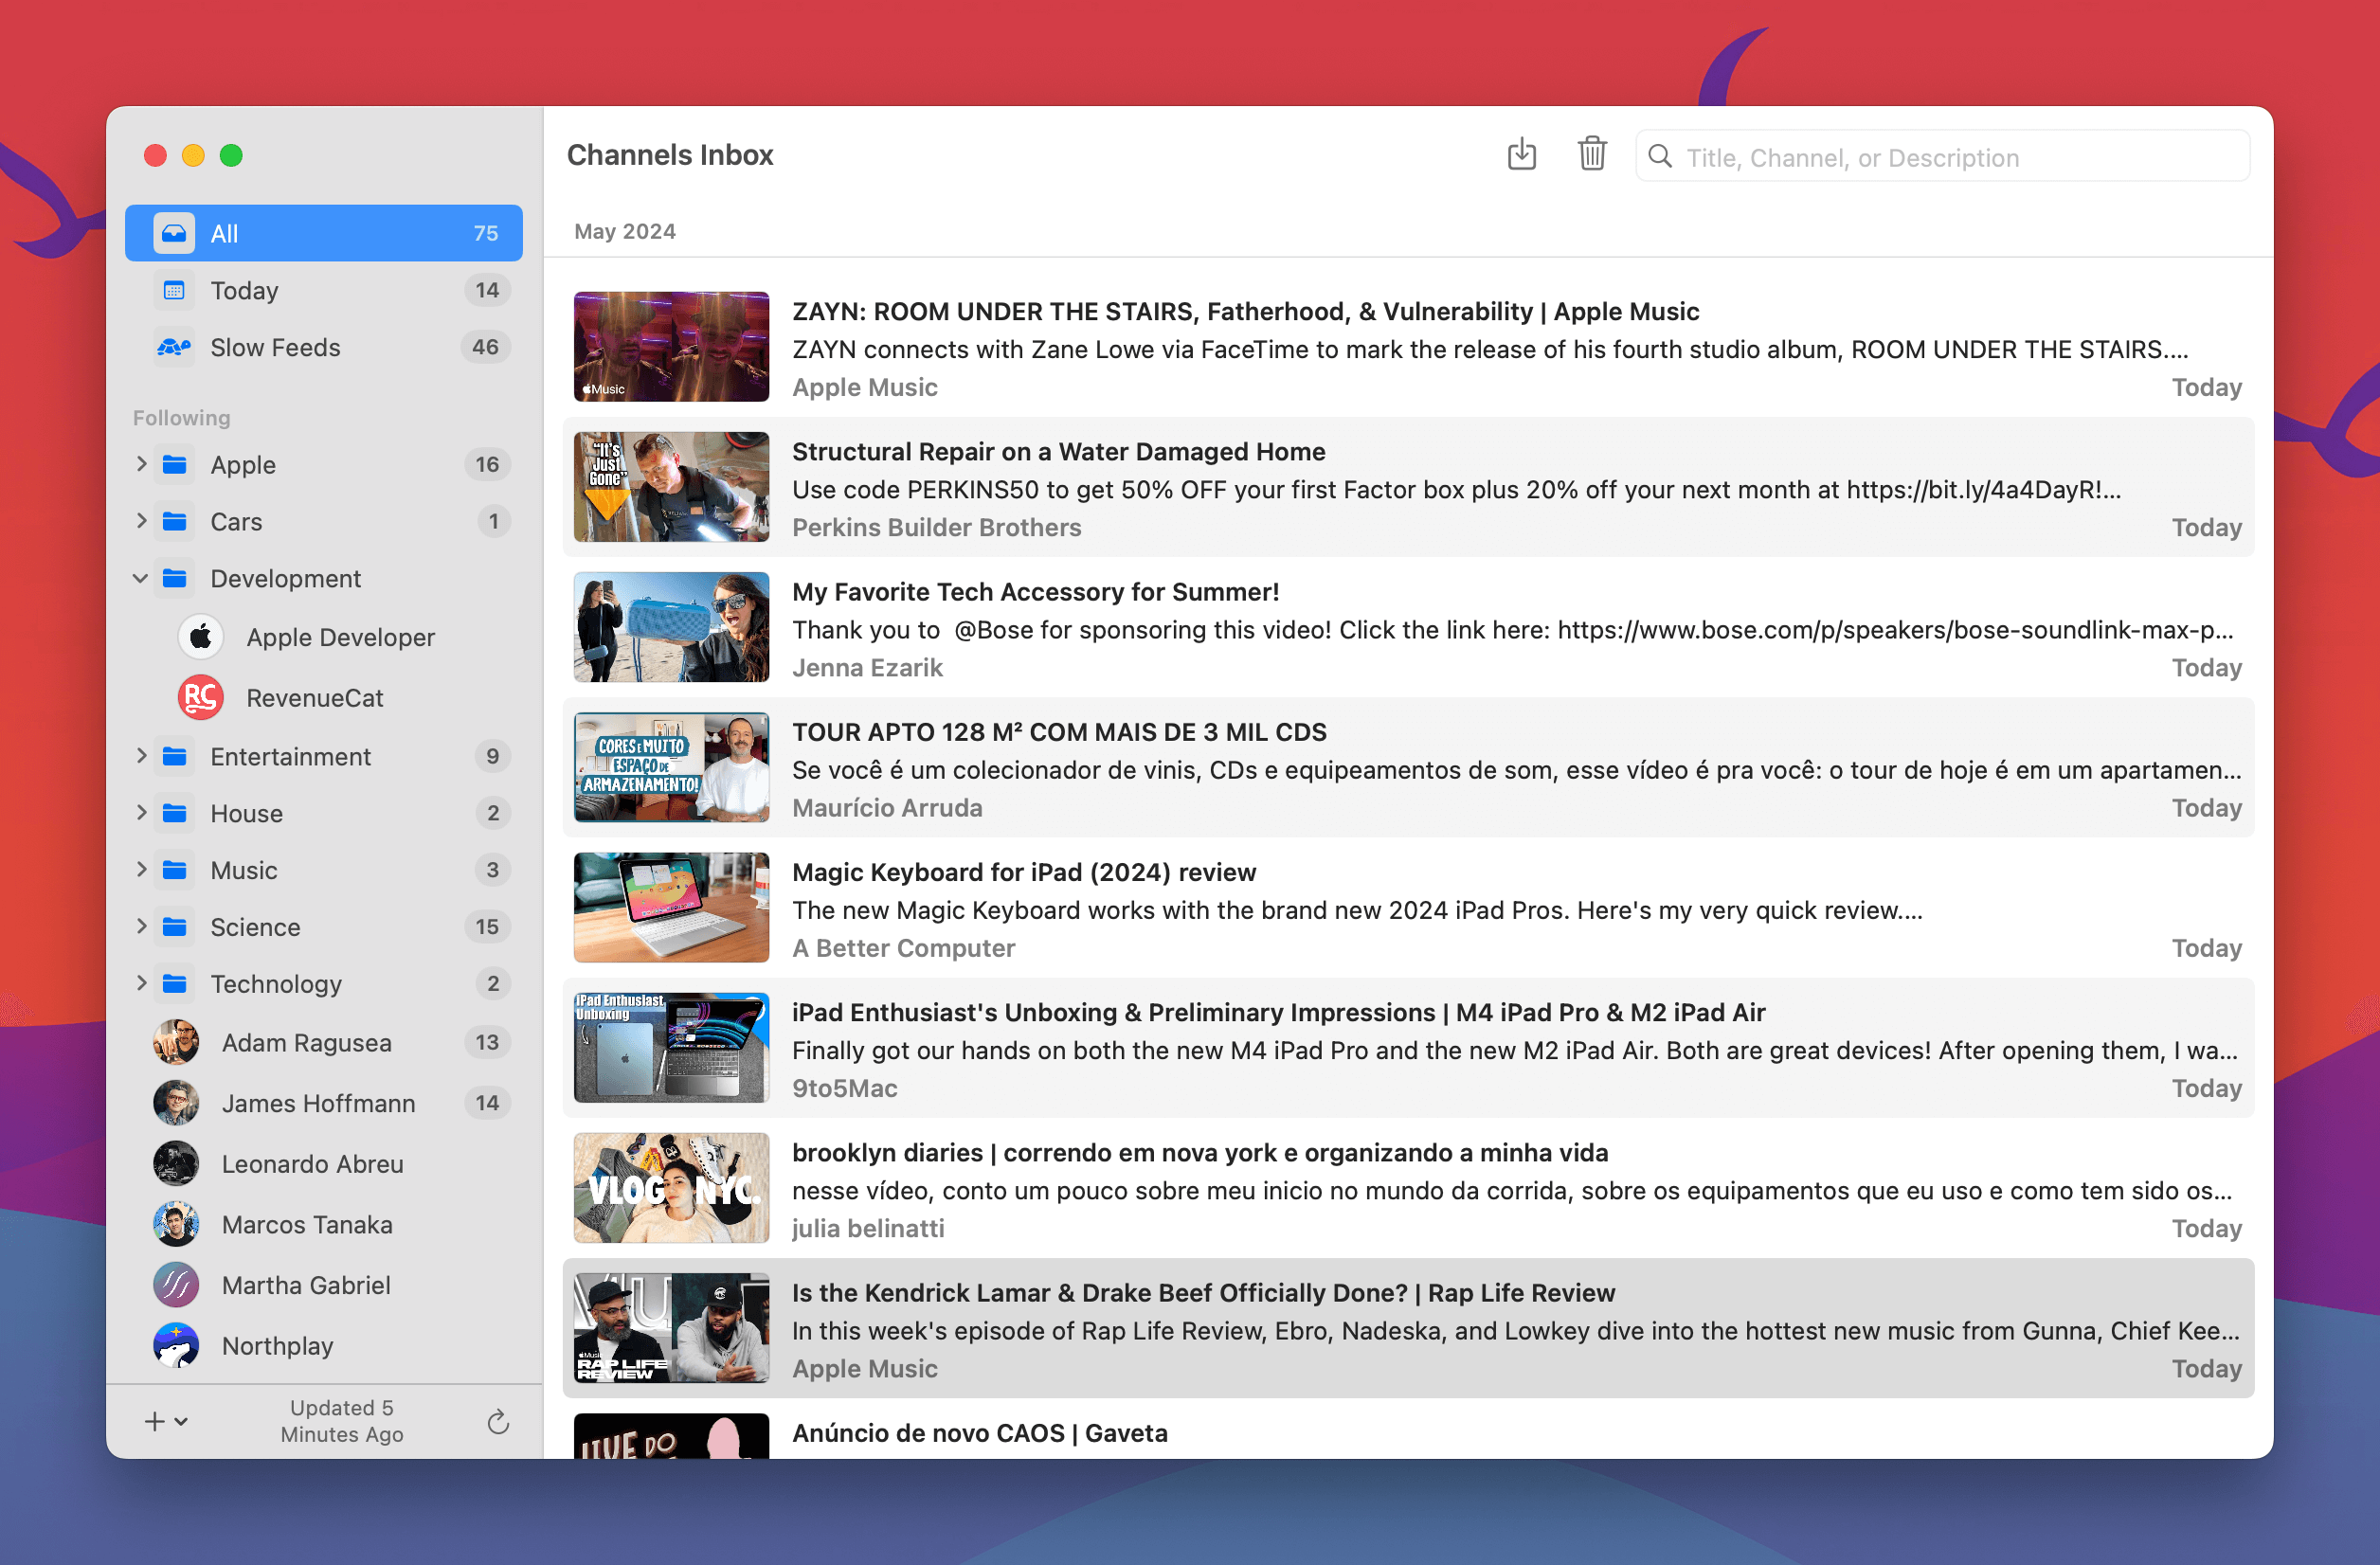 Channels Inbox
Title, Channel, or Description
All 75
Today 14
Slow Feeds 46
Following
Apple 16
Cars 1
Development
Apple Developer
RC RevenueCat
Entertainment 9
House 2
Music 3
Science 15
Technology 2
Adam Ragusea 13
James Hoffmann 14
Leonardo Abreu
Marcos Tanaka
Martha Gabriel
Northplay
Updated 5
Minutes Ago
May 2024
Music
ZAYN: ROOM UNDER THE STAIRS, Fatherhood, & Vulnerability | Apple Music
ZAYN connects with Zane Lowe via FaceTime to mark the release of his fourth studio album, ROOM UNDER THE STAIRS....
Apple Music Today
"It's
Just
Gone"
Structural Repair on a Water Damaged Home
Use code PERKINS50 to get 50% OFF your first Factor box plus 20% off your next month at https://bit.ly/4a4DayR!...
Perkins Builder Brothers Today
My Favorite Tech Accessory for Summer!
Thank you to  @Bose for sponsoring this video! Click the link here: https://www.bose.com/p/speakers/bose-soundlink-max-p...
Jenna Ezarik Today
CORES E MUITO
ESPAÇO DE
ARMAZENAMENTO!
TOUR APTO 128 M² COM MAIS DE 3 MIL CDS
Se você é um colecionador de vinis, CDs e equipeamentos de som, esse vídeo é pra você: o tour de hoje é em um apartamen...
Maurício Arruda Today
Magic Keyboard for iPad (2024) review
The new Magic Keyboard works with the brand new 2024 iPad Pros. Here's my very quick review....
A Better Computer Today
iPad Enthusiast
Unboxing
iPad Enthusiast's Unboxing & Preliminary Impressions | M4 iPad Pro & M2 iPad Air
Finally got our hands on both the new M4 iPad Pro and the new M2 iPad Air. Both are great devices! After opening them, I wa...
9to5Mac Today
VLOG NYC.
brooklyn diaries | correndo em nova york e organizando a minha vida
nesse vídeo, conto um pouco sobre meu inicio no mundo da corrida, sobre os equipamentos que eu uso e como tem sido os...
julia belinatti Today
Music
RAP LIFE
REVIEW
Is the Kendrick Lamar & Drake Beef Officially Done? | Rap Life Review
In this week's episode of Rap Life Review, Ebro, Nadeska, and Lowkey dive into the hottest new music from Gunna, Chief Kee...
Apple Music Today
LIVE DO
Anúncio de novo CAOS | Gaveta